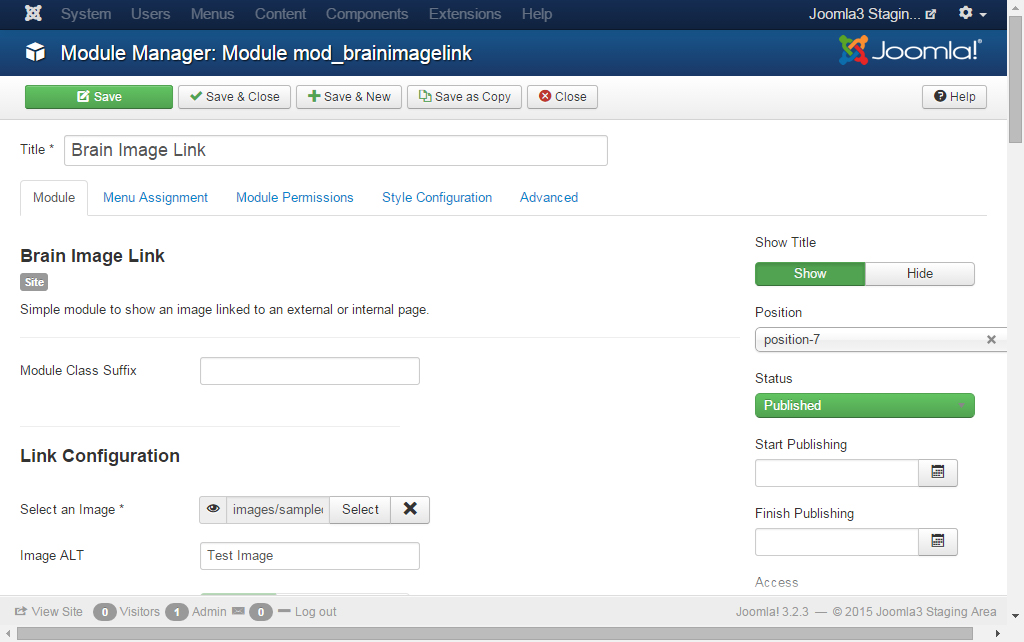 System Users Menus Content Components Extensions Help Joomla3 Stagin...
Module Manager: Module mod_brainimagelink Joomla!®
Save Save & Close Save & New Save as Copy Close Help
Title * Brain Image Link
Module Menu Assignment Module Permissions Style Configuration Advanced
Brain Image Link
Site
Simple module to show an image linked to an external or internal page.
Module Class Suffix
Link Configuration
Select an Image * images/sampled Select
Image ALT Test Image
Show Title
Show Hide
Position
position-7
Status
Published
Start Publishing
Finish Publishing
Access
View Site 0 Visitors 1 Admin 0 Log out Joomla! 3.2.3 — © 2015 Joomla3 Staging Area